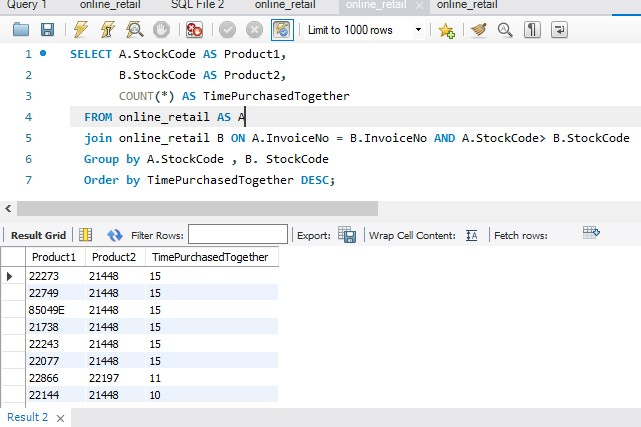 Query 1 online_retail SQL File 2 online_retail online_retail online_retail
Limit to 1000 rows
1 SELECT A.StockCode AS Product1,
2 B.StockCode AS Product2,
3 COUNT(*) AS TimePurchasedTogether
4 FROM online_retail AS A
5 join online_retail B ON A.InvoiceNo = B.InvoiceNo AND A.StockCode> B.StockCode
6 Group by A.StockCode , B. StockCode
7 Order by TimePurchasedTogether DESC;
Result Grid Filter Rows: Export: Wrap Cell Content: IA Fetch rows:
Product1 Product2 TimePurchasedTogether
22273 21448 15
22749 21448 15
85049E 21448 15
21738 21448 15
22243 21448 15
22077 21448 15
22866 22197 11
22144 21448 10
Result 2